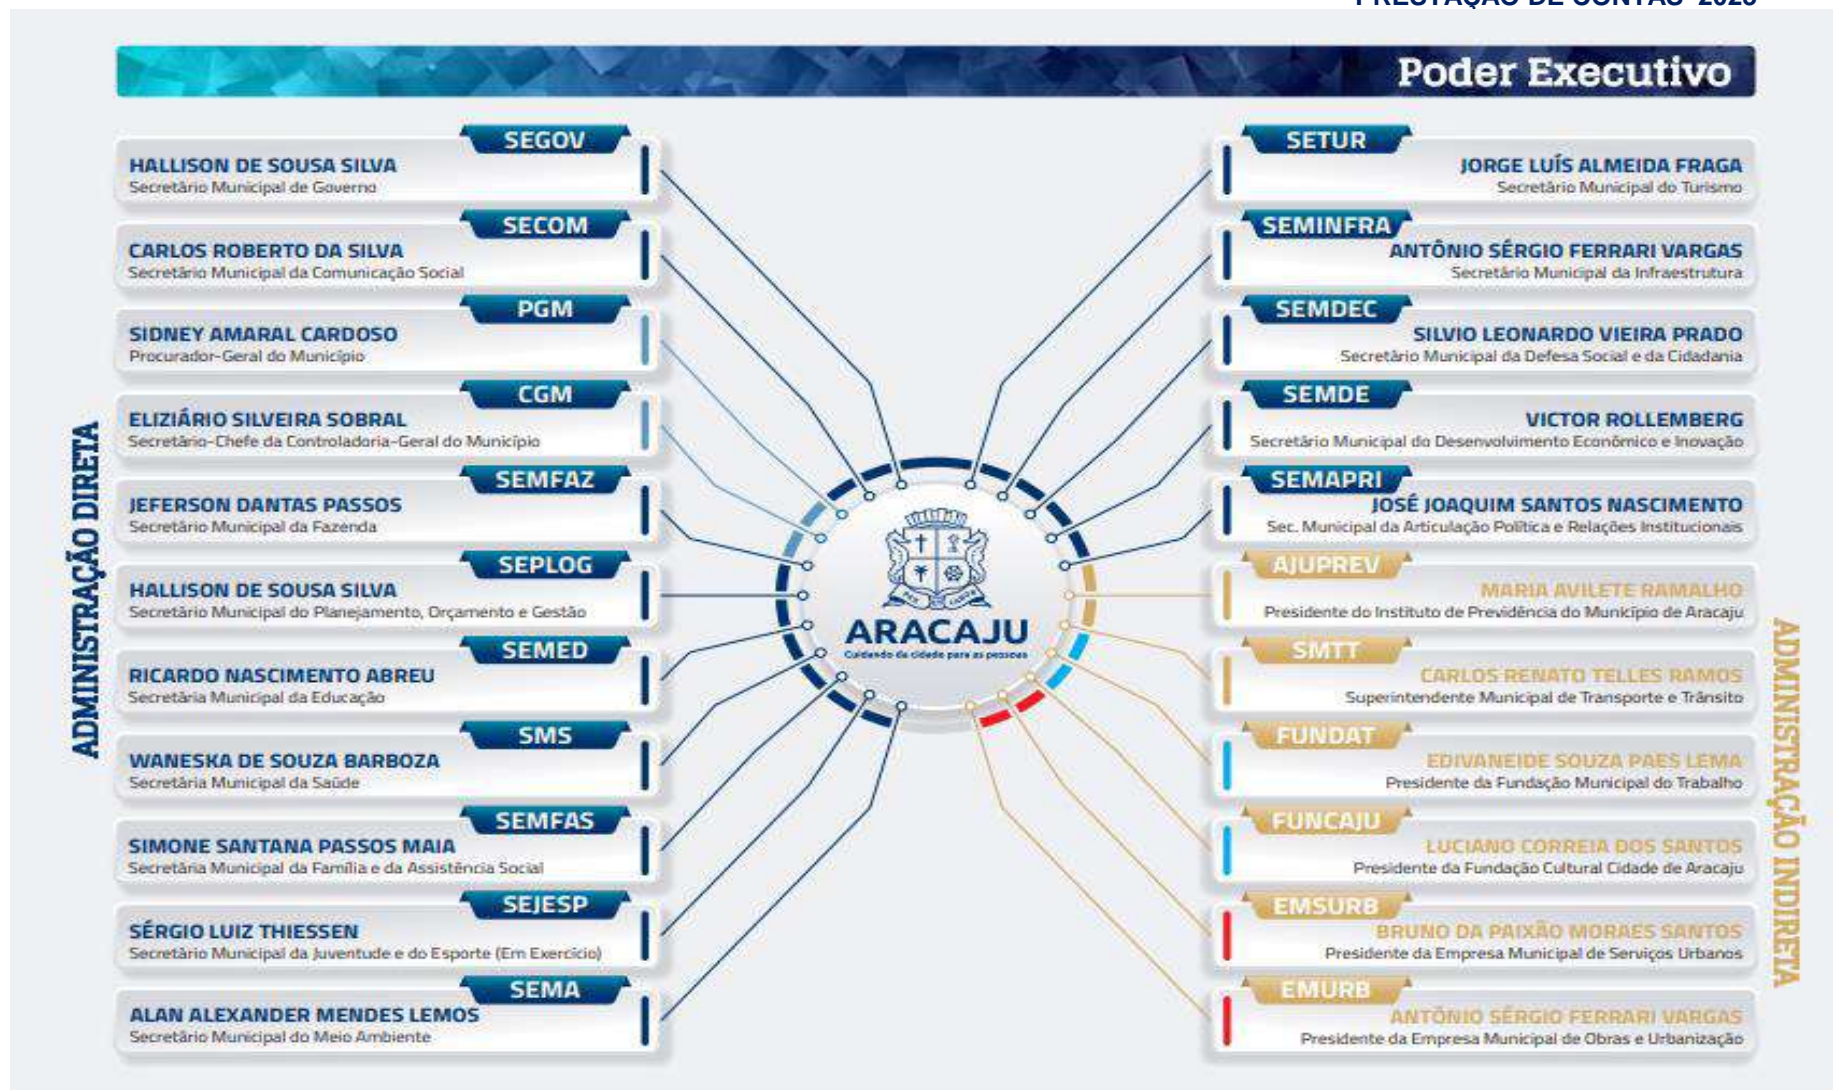 PRESTAÇÃO DE CONTAS
Poder Executivo
ADMINISTRAÇÃO DIRETA
SEGOV
HALLISON DE SOUSA SILVA
Secretário Municipal de Governo
SECOM
CARLOS ROBERTO DA SILVA
Secretário Municipal da Comunicação Social
PGM
SIDNEY AMARAL CARDOSO
Procurador-Geral do Município
CGM
ELIZIÁRIO SILVEIRA SOBRAL
Secretário-Chefe da Controladoria-Geral do Município
SEMFAZ
JEFERSON DANTAS PASSOS
Secretário Municipal da Fazenda
SEPLOG
HALLISON DE SOUSA SILVA
Secretário Municipal do Planejamento, Orçamento e Gestão
SEMED
RICARDO NASCIMENTO ABREU
Secretária Municipal da Educação
SMS
WANESKA DE SOUZA BARBOZA
Secretária Municipal da Saúde
SEMFAS
SIMONE SANTANA PASSOS MAIA
Secretária Municipal da Família e da Assistência Social
SEJESP
SÉRGIO LUIZ THIESSEN
Secretário Municipal da Juventude e do Esporte (Em Exercício)
SEMA
ALAN ALEXANDER MENDES LEMOS
Secretário Municipal do Meio Ambiente
ARACAJU
Cuidando da cidade para as pessoas
SETUR
JORGE LUÍS ALMEIDA FRAGA
Secretário Municipal do Turismo
SEMINFRA
ANTÔNIO SÉRGIO FERRARI VARGAS
Secretário Municipal da Infraestrutura
SEMDEC
SILVIO LEONARDO VIEIRA PRADO
Secretário Municipal da Defesa Social e da Cidadania
SEMDE
VICTOR ROLLEMBERG
Secretário Municipal do Desenvolvimento Econômico e Inovação
SEMAPRI
JOSÉ JOAQUIM SANTOS NASCIMENTO
Sec. Municipal da Articulação Política e Relações Institucionais
AJUPREV
MARIA AVILETE RAMALHO
Presidente do Instituto de Previdência do Município de Aracaju
SMTT
CARLOS RENATO TELLES RAMOS
Superintendente Municipal de Transporte e Trânsito
FUNDAT
EDIVANEIDE SOUZA PAES LEMA
Presidente da Fundação Municipal do Trabalho
FUNCAJU
LUCIANO CORREIA DOS SANTOS
Presidente da Fundação Cultural Cidade de Aracaju
EMSURB
BRUNO DA PAIXÃO MORAES SANTOS
Presidente da Empresa Municipal de Serviços Urbanos
EMURB
ANTÔNIO SÉRGIO FERRARI VARGAS
Presidente da Empresa Municipal de Obras e Urbanização
ADMINISTRAÇÃO INDIRETA